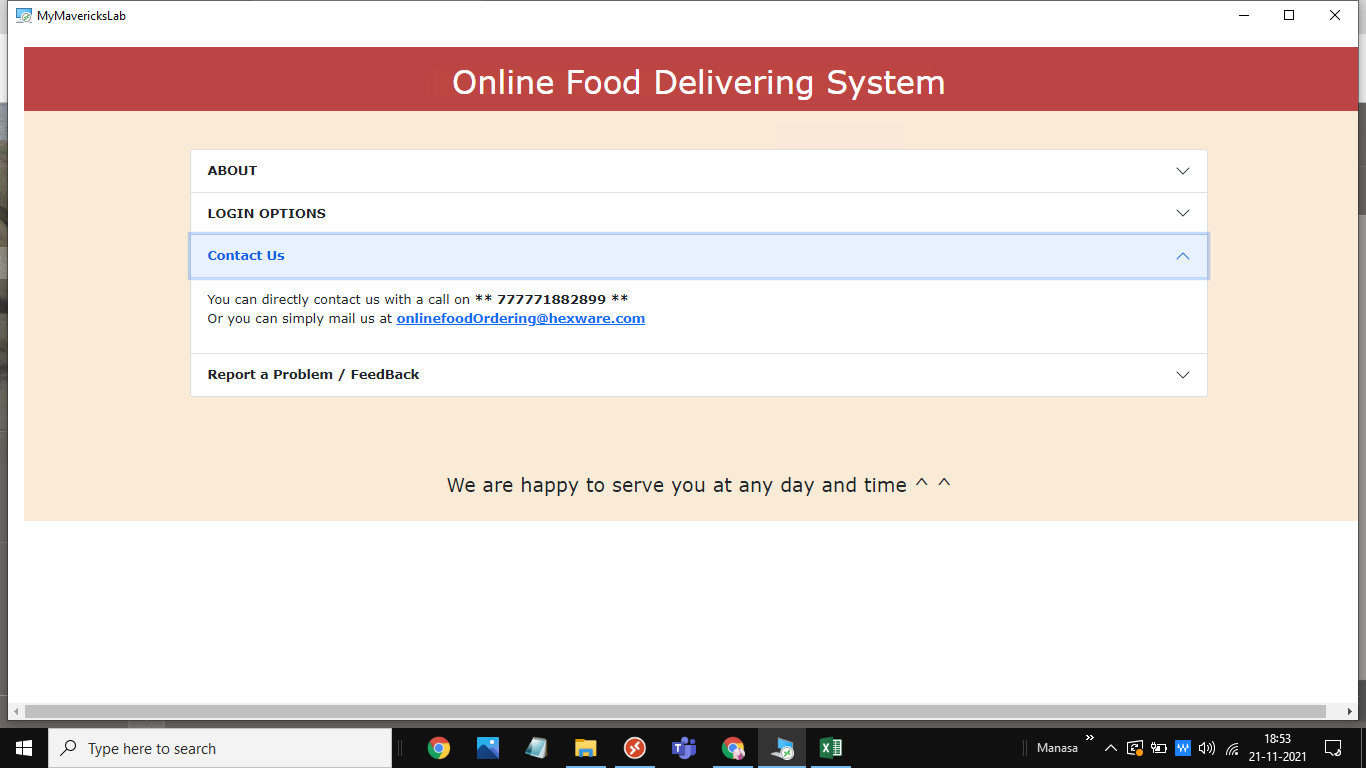 MyMavericksLab
Online Food Delivering System
ABOUT
LOGIN OPTIONS
Contact Us
You can directly contact us with a call on ** 777771882899 **
Or you can simply mail us at onlinefoodOrdering@hexware.com
Report a Problem / FeedBack
We are happy to serve you at any day and time ^ ^
Type here to search
Manasa
18:53
21-11-2021